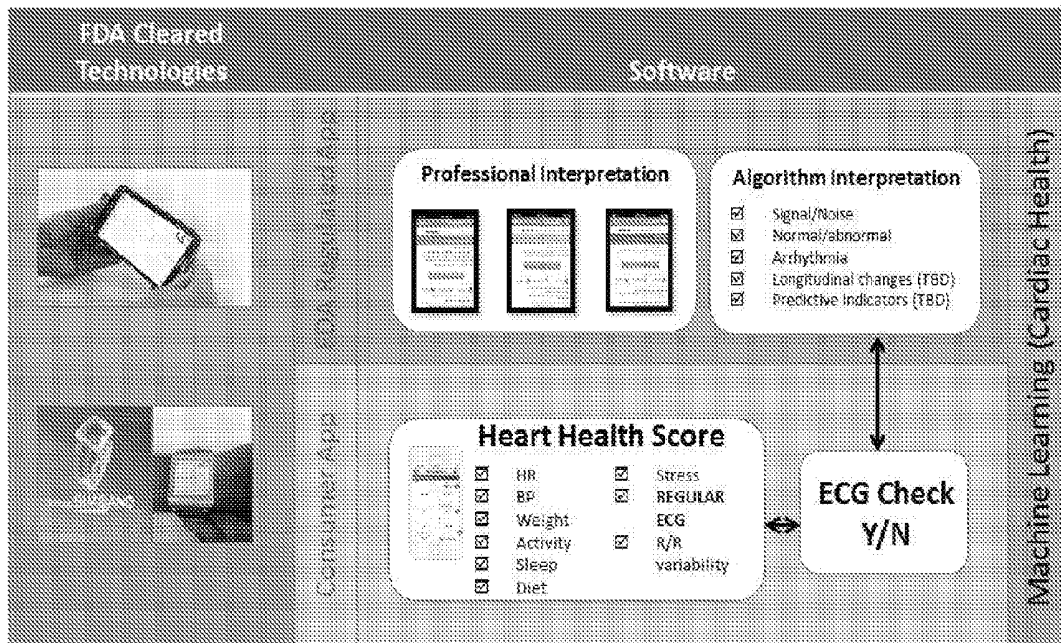 FDA Cleared
Technologies
Software
Professional Interpretation
Algorithm Interpretation
☑ Signal/Noise
☑ Normal/abnormal
☑ Arrhythmia
☑ Longitudinal changes (TBD)
☑ Predictive Indicators (TBD)
Consumer App
Heart Health Score
☑ HR
☑ BP
☑ Weight
☑ Activity
☑ Sleep
☑ Diet
☑ Stress
☑ REGULAR
ECG
☑ R/R
variability
ECG Check
Y/N
Machine Learning (Cardiac Health)